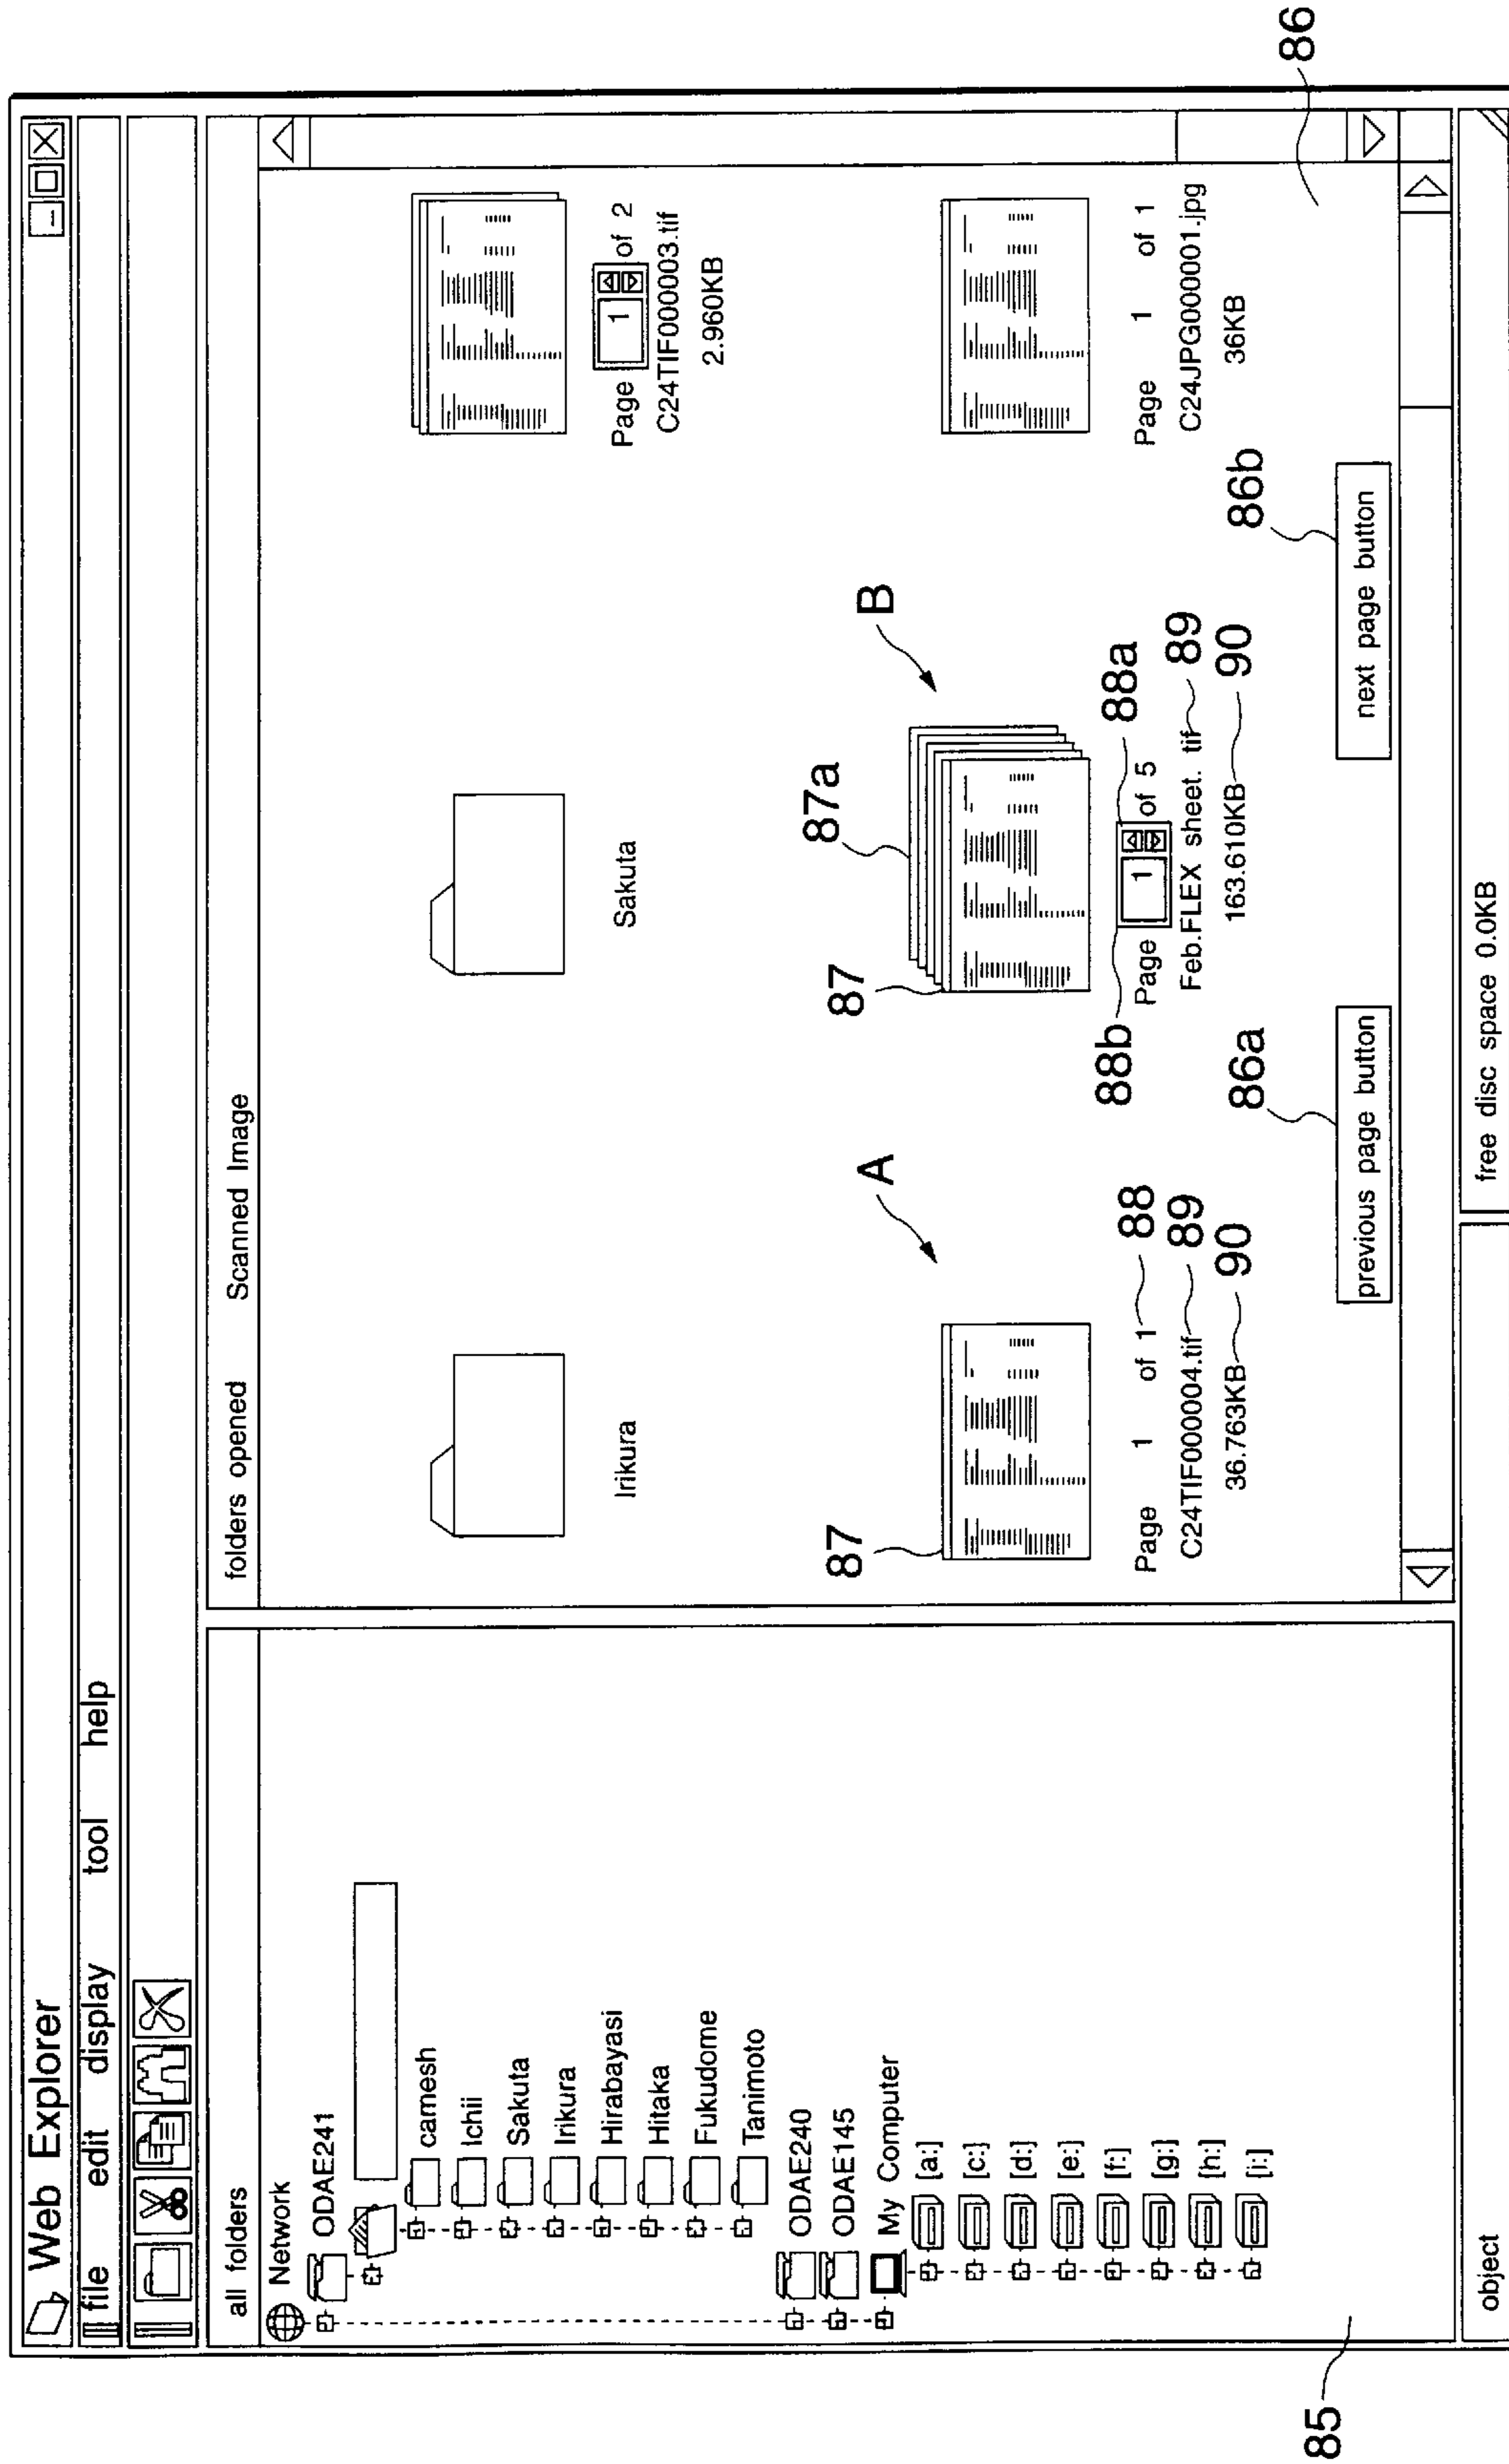 Web Explorer
file edit display tool help
all folders
folders opened Scanned Image
Network
ODAE241
camesh
Ichii
Sakuta
Irikura
Hirabayasi
Hitaka
Fukudome
Tanimoto
ODAE240
ODAE145
My Computer
[a:]
[c:]
[d:]
[e:]
[f:]
[g:]
[h:]
[i:]
85
Irikura
Sakuta
Page 1 of 2
C24TIF000003.tif
2.960KB
87
A
Page 1 of 1 88
C24TIF000004.tif 89
36.763KB 90
87
87a
B
88b
88a
Page 1 of 5
Feb.FLEX sheet. tif 89
163.610KB 90
Page 1 of 1
C24JPG000001.jpg
36KB
86a
previous page button
86b
next page button
86
object
free disc space 0.0KB